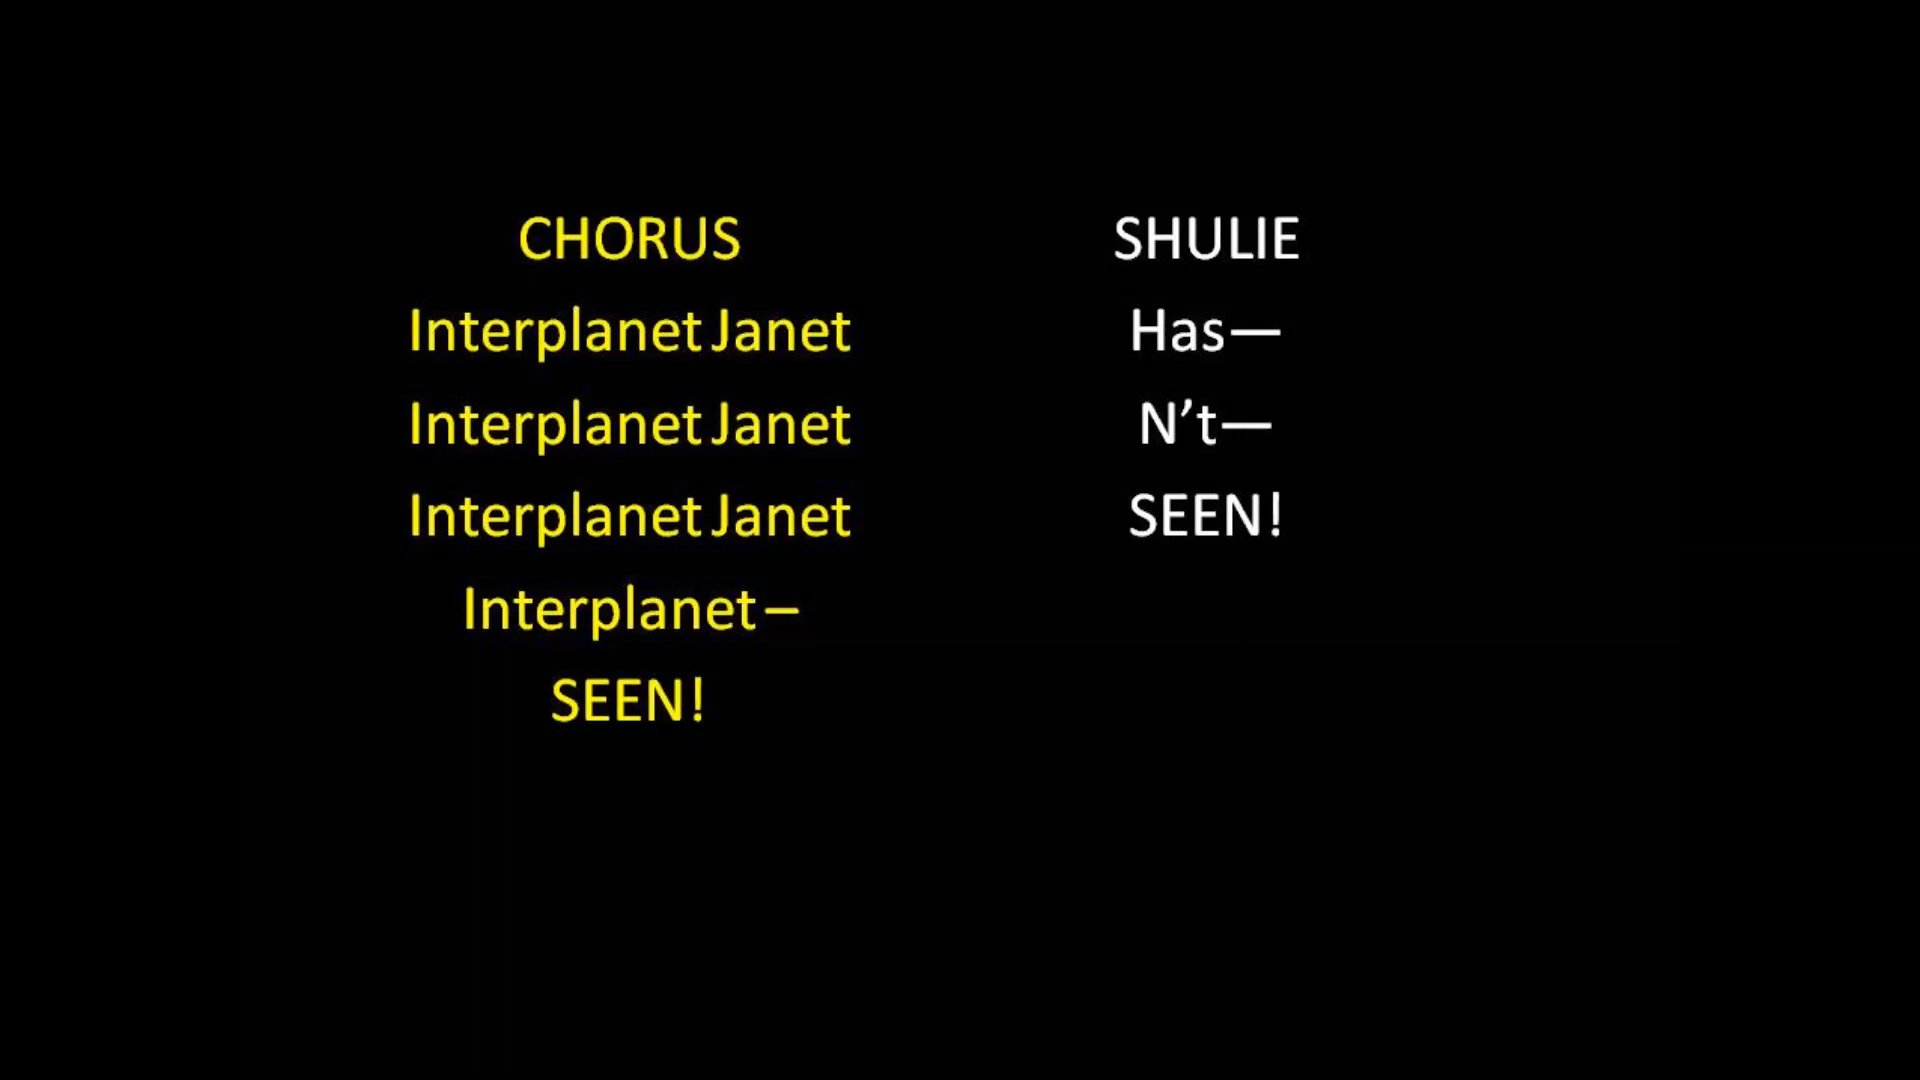 CHORUS
Interplanet Janet
Interplanet Janet
Interplanet Janet
Interplanet –
SEEN!
SHULIE
Has—
N’t—
SEEN!